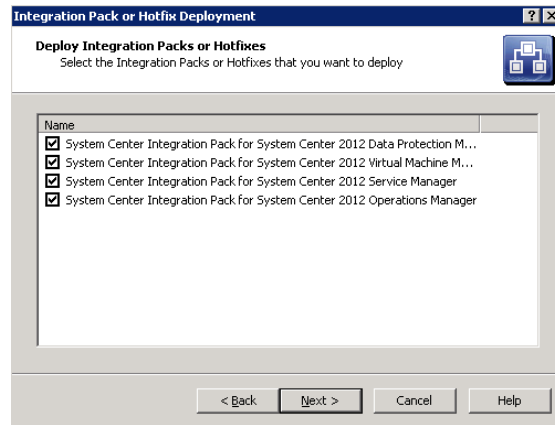 Integration Pack or Hotfix Deployment
Deploy Integration Packs or Hotfixes
Select the Integration Packs or Hotfixes that you want to deploy
Name
System Center Integration Pack for System Center 2012 Data Protection M...
System Center Integration Pack for System Center 2012 Virtual Machine M...
System Center Integration Pack for System Center 2012 Service Manager
System Center Integration Pack for System Center 2012 Operations Manager
< Back Next > Cancel Help